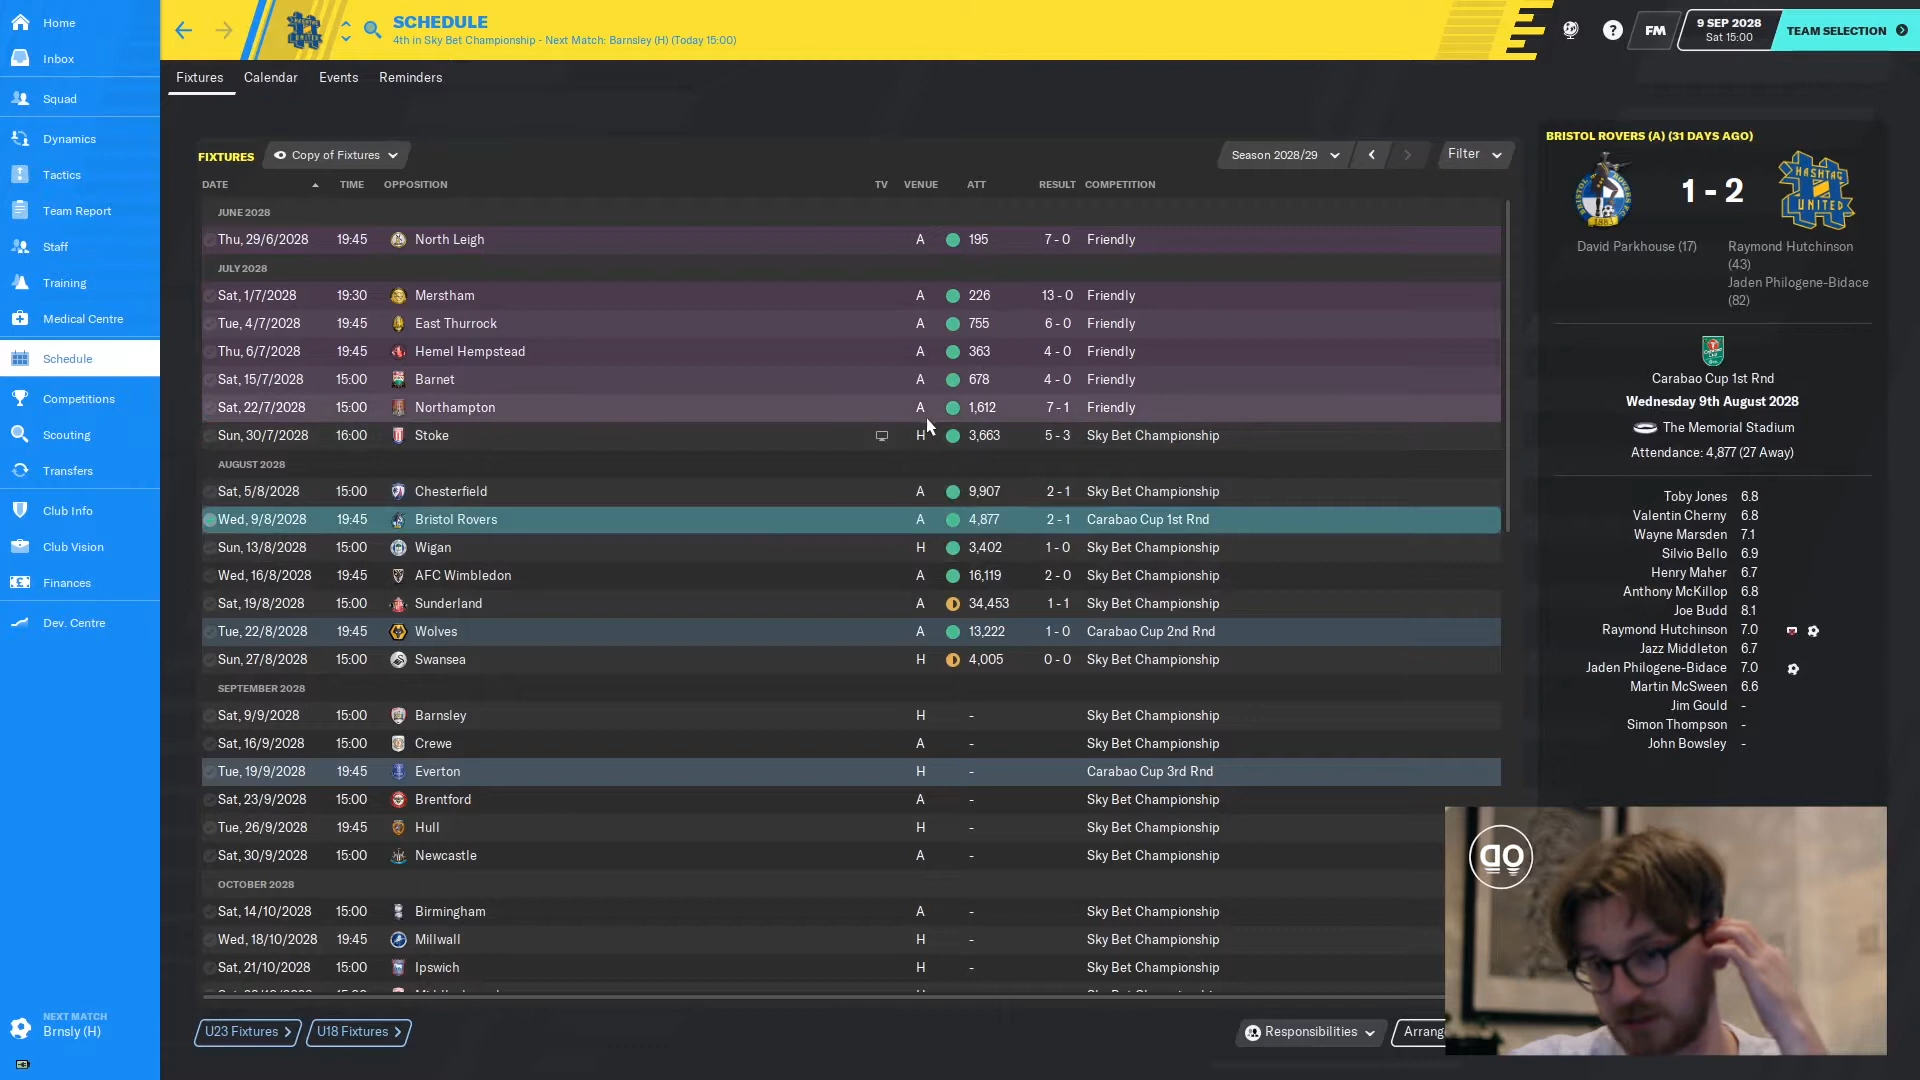 Home
Inbox
Squad
Dynamics
Tactics
Team Report
Staff
Training
Medical Centre
Schedule
Competitions
Scouting
Transfers
Club Info
Club Vision
Finances
Dev. Centre
NEXT MATCH
Brnsly (H)
SCHEDULE
4th in Sky Bet Championship - Next Match: Barnsley (H) (Today 15:00)
?
FM
9 SEP 2028
Sat 15:00
TEAM SELECTION
Fixtures Calendar Events Reminders
FIXTURES Copy of Fixtures Season 2028/29 Filter
DATE TIME OPPOSITION TV VENUE ATT RESULT COMPETITION
JUNE 2028
Thu, 29/6/2028 19:45 North Leigh A 195 7 - 0 Friendly
JULY 2028
Sat, 1/7/2028 19:30 Merstham A 226 13 - 0 Friendly
Tue, 4/7/2028 19:45 East Thurrock A 755 6 - 0 Friendly
Thu, 6/7/2028 19:45 Hemel Hempstead A 363 4 - 0 Friendly
Sat, 15/7/2028 15:00 Barnet A 678 4 - 0 Friendly
Sat, 22/7/2028 15:00 Northampton A 1,612 7 - 1 Friendly
Sun, 30/7/2028 16:00 Stoke H 3,663 5 - 3 Sky Bet Championship
AUGUST 2028
Sat, 5/8/2028 15:00 Chesterfield A 9,907 2 - 1 Sky Bet Championship
Wed, 9/8/2028 19:45 Bristol Rovers A 4,877 2 - 1 Carabao Cup 1st Rnd
Sun, 13/8/2028 15:00 Wigan H 3,402 1 - 0 Sky Bet Championship
Wed, 16/8/2028 19:45 AFC Wimbledon A 16,119 2 - 0 Sky Bet Championship
Sat, 19/8/2028 15:00 Sunderland A 34,453 1 - 1 Sky Bet Championship
Tue, 22/8/2028 19:45 Wolves A 13,222 1 - 0 Carabao Cup 2nd Rnd
Sun, 27/8/2028 15:00 Swansea H 4,005 0 - 0 Sky Bet Championship
SEPTEMBER 2028
Sat, 9/9/2028 15:00 Barnsley H - Sky Bet Championship
Sat, 16/9/2028 15:00 Crewe A - Sky Bet Championship
Tue, 19/9/2028 19:45 Everton H - Carabao Cup 3rd Rnd
Sat, 23/9/2028 15:00 Brentford A - Sky Bet Championship
Tue, 26/9/2028 19:45 Hull H - Sky Bet Championship
Sat, 30/9/2028 15:00 Newcastle A - Sky Bet Championship
OCTOBER 2028
Sat, 14/10/2028 15:00 Birmingham A - Sky Bet Championship
Wed, 18/10/2028 19:45 Millwall H - Sky Bet Championship
Sat, 21/10/2028 15:00 Ipswich H - Sky Bet Championship
U23 Fixtures U18 Fixtures Responsibilities Arrang
BRISTOL ROVERS (A) (31 DAYS AGO)
1 - 2
HASHTAG
UNITED
David Parkhouse (17)
Raymond Hutchinson
(43)
Jaden Philogene-Bidace
(82)
Carabao Cup 1st Rnd
Wednesday 9th August 2028
The Memorial Stadium
Attendance: 4,877 (27 Away)
Toby Jones 6.8
Valentin Cherny 6.8
Wayne Marsden 7.1
Silvio Bello 6.9
Henry Maher 6.7
Anthony McKillop 6.8
Joe Budd 8.1
Raymond Hutchinson 7.0
Jazz Middleton 6.7
Jaden Philogene-Bidace 7.0
Martin McSween 6.6
Jim Gould -
Simon Thompson -
John Bowsley -